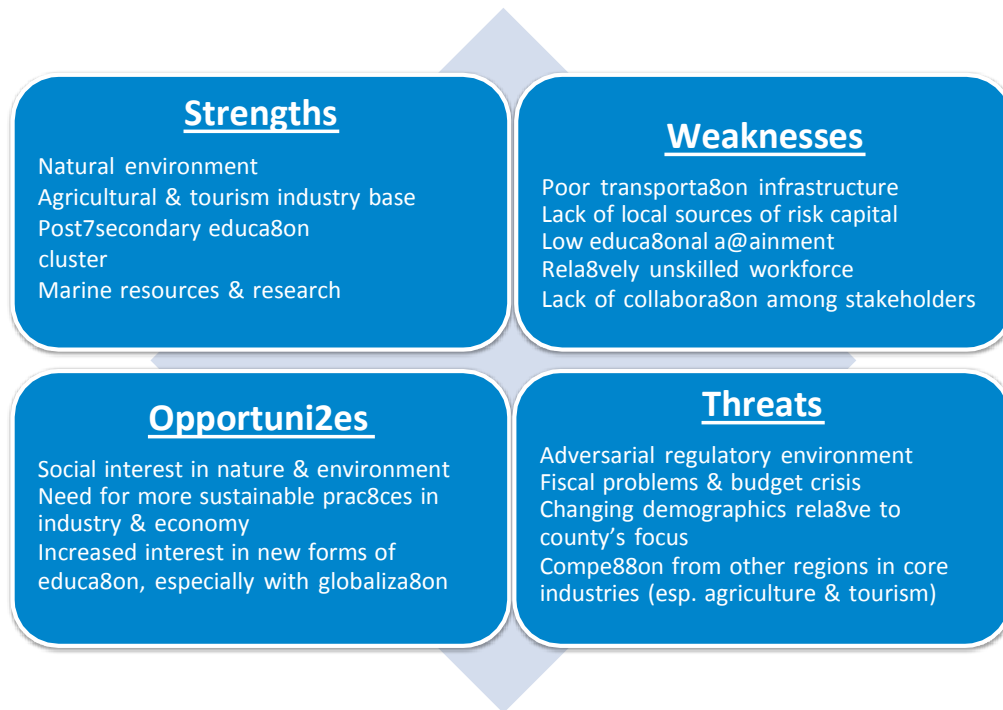 Strengths
Natural environment
Agricultural & tourism industry base
Post7secondary educa8on
cluster
Marine resources & research
Weaknesses
Poor transporta8on infrastructure
Lack of local sources of risk capital
Low educa8onal a@ainment
Rela8vely unskilled workforce
Lack of collabora8on among stakeholders
Opportuni2es
Social interest in nature & environment
Need for more sustainable prac8ces in
industry & economy
Increased interest in new forms of
educa8on, especially with globaliza8on
Threats
Adversarial regulatory environment
Fiscal problems & budget crisis
Changing demographics rela8ve to
county’s focus
Compe88on from other regions in core
industries (esp. agriculture & tourism)